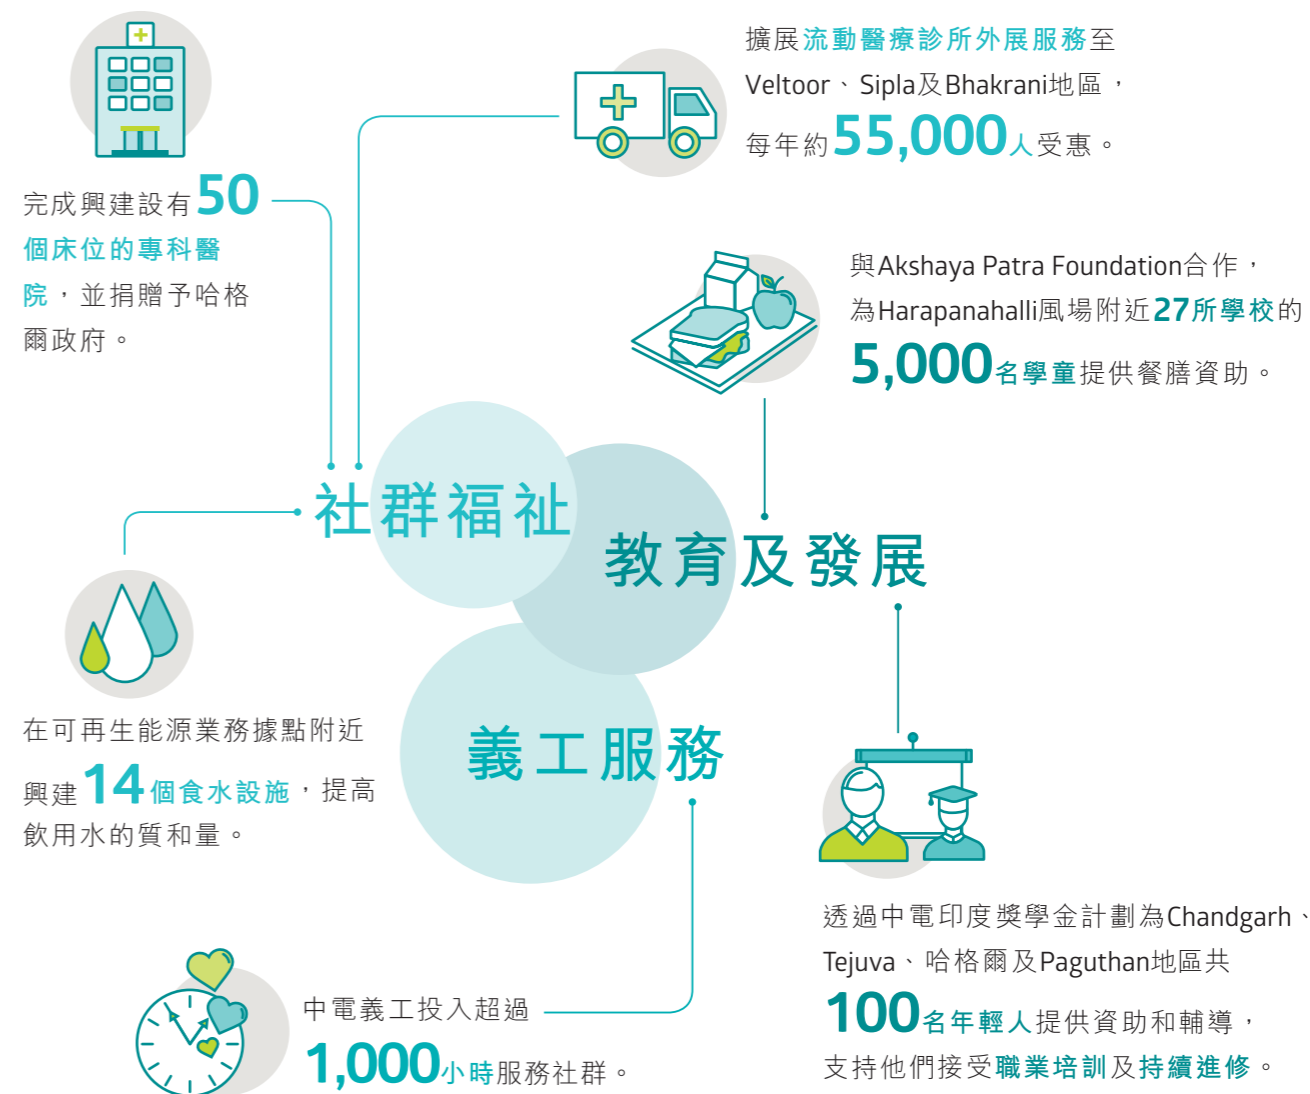 完成興建設有50
個床位的專科醫
院，並捐贈予哈格
爾政府。
擴展流動醫療診所外展服務至
Veltoor、Sipla及Bhakrani地區，
每年約55,000人受惠。
與Akshaya Patra Foundation合作，
為Harapanahalli風場附近27所學校的
5,000名學童提供餐膳資助。
社群福祉
教育及發展
義工服務
在可再生能源業務據點附近
興建14個食水設施，提高
飲用水的質和量。
中電義工投入超過
1,000小時服務社群。
透過中電印度獎學金計劃為Chandgarh、
Tejuva、哈格爾及Paguthan地區共
100名年輕人提供資助和輔導，
支持他們接受職業培訓及持續進修。